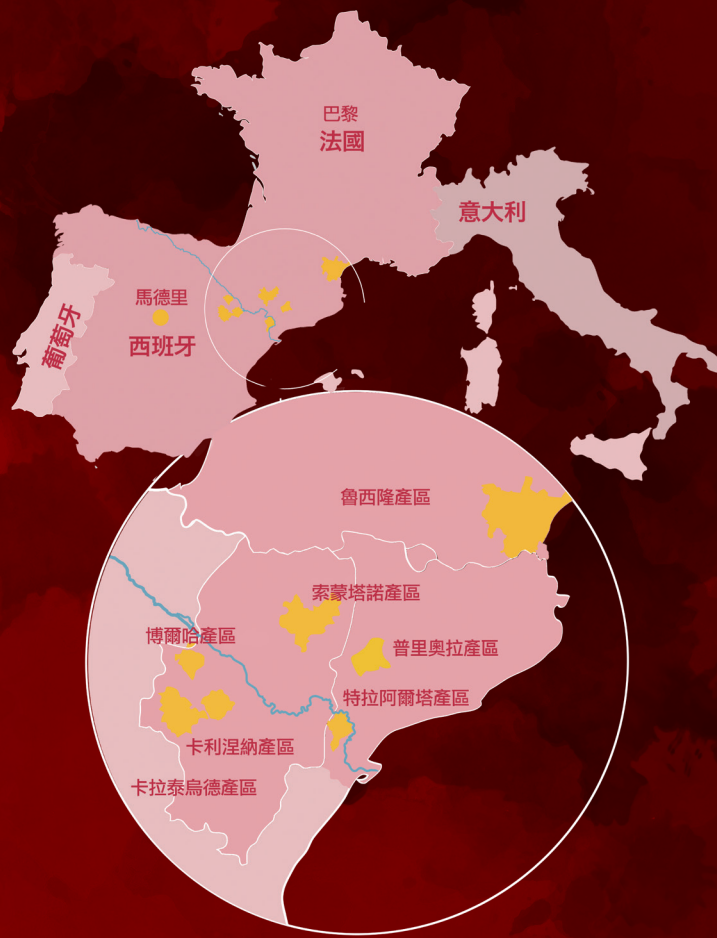 巴黎
法國
意大利
馬德里
葡萄牙
西班牙
魯西隆產區
索蒙塔諾產區
博爾哈產區
普里奧拉產區
特拉阿爾塔產區
卡利涅納產區
卡拉泰烏德產區